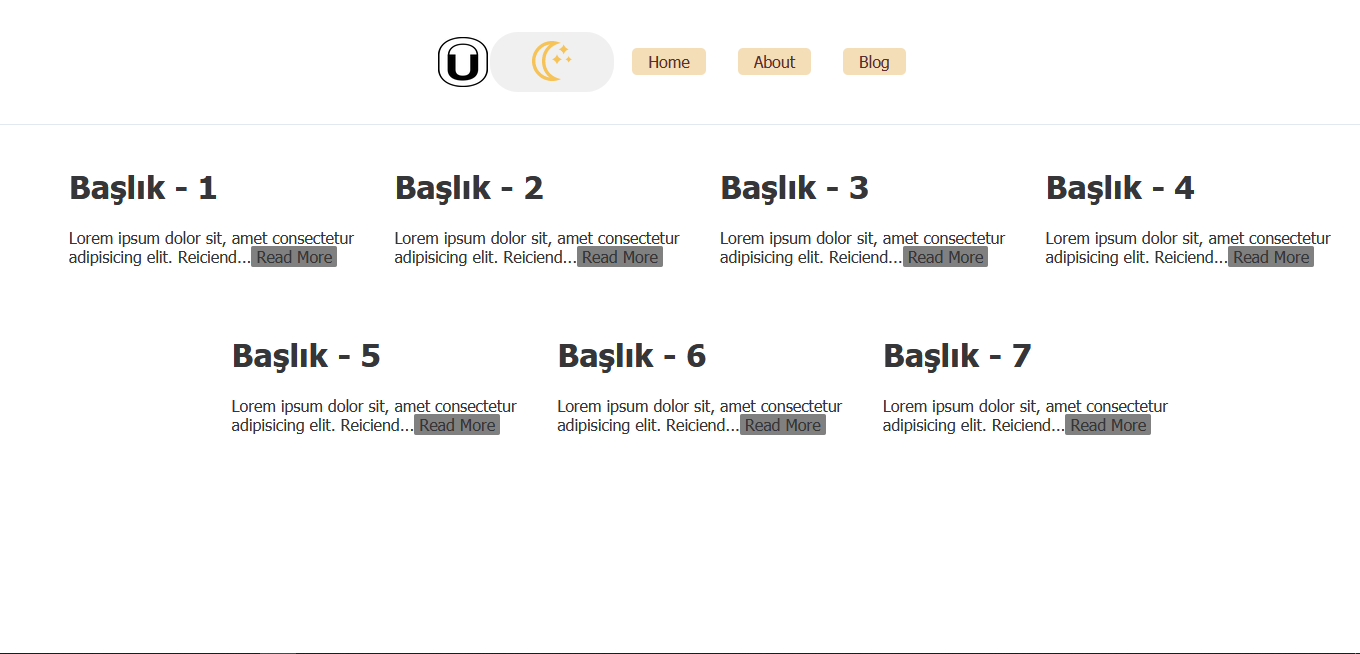 U
Home About Blog
Başlık - 1
Lorem ipsum dolor sit, amet consectetur
adipisicing elit. Reiciend...Read More
Başlık - 2
Lorem ipsum dolor sit, amet consectetur
adipisicing elit. Reiciend...Read More
Başlık - 3
Lorem ipsum dolor sit, amet consectetur
adipisicing elit. Reiciend...Read More
Başlık - 4
Lorem ipsum dolor sit, amet consectetur
adipisicing elit. Reiciend...Read More
Başlık - 5
Lorem ipsum dolor sit, amet consectetur
adipisicing elit. Reiciend...Read More
Başlık - 6
Lorem ipsum dolor sit, amet consectetur
adipisicing elit. Reiciend...Read More
Başlık - 7
Lorem ipsum dolor sit, amet consectetur
adipisicing elit. Reiciend...Read More